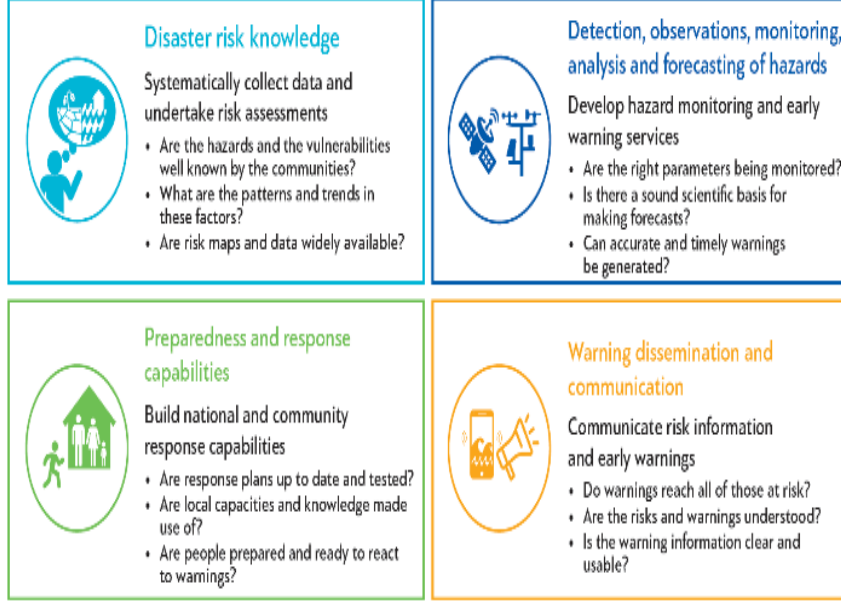 Disaster risk knowledge
Systematically collect data and
undertake risk assessments
• Are the hazards and the vulnerabilities
well known by the communities?
• What are the patterns and trends in
these factors?
• Are risk maps and data widely available?
Detection, observations, monitoring,
analysis and forecasting of hazards
Develop hazard monitoring and early
warning services
• Are the right parameters being monitored?
• Is there a sound scientific basis for
making forecasts?
• Can accurate and timely warnings
be generated?
Preparedness and response
capabilities
Build national and community
response capabilities
• Are response plans up to date and tested?
• Are local capacities and knowledge made
use of?
• Are people prepared and ready to react
to warnings?
Warning dissemination and
communication
Communicate risk information
and early warnings
• Do warnings reach all of those at risk?
• Are the risks and warnings understood?
• Is the warning information clear and
usable?